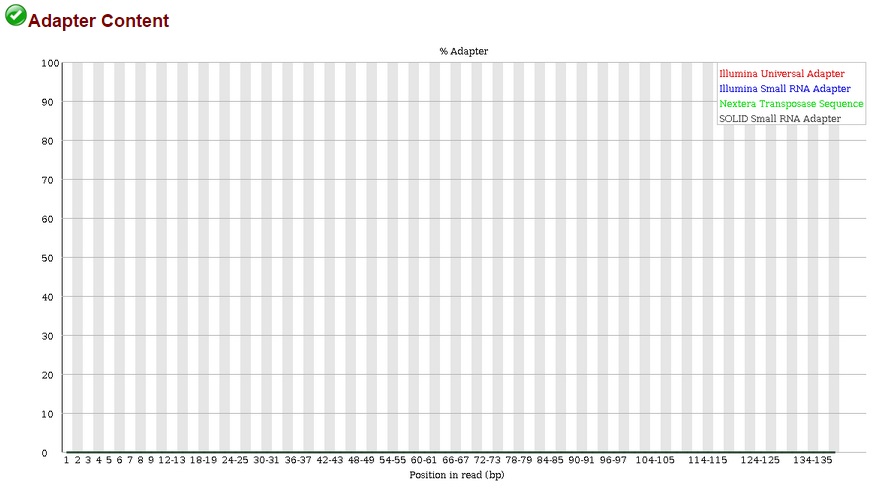 Adapter Content
% Adapter
100
90
80
70
60
50
40
30
20
10
0
Illumina Universal Adapter
Illumina Small RNA Adapter
Nextera Transposase Sequence
SOLID Small RNA Adapter
1 2 3 4 5 6 7 8 9 12-13 18-19 24-25 30-31 36-37 42-43 48-49 54-55 60-61 66-67 72-73 78-79 84-85 90-91 96-97 104-105 114-115 124-125 134-135
Position in read (bp)